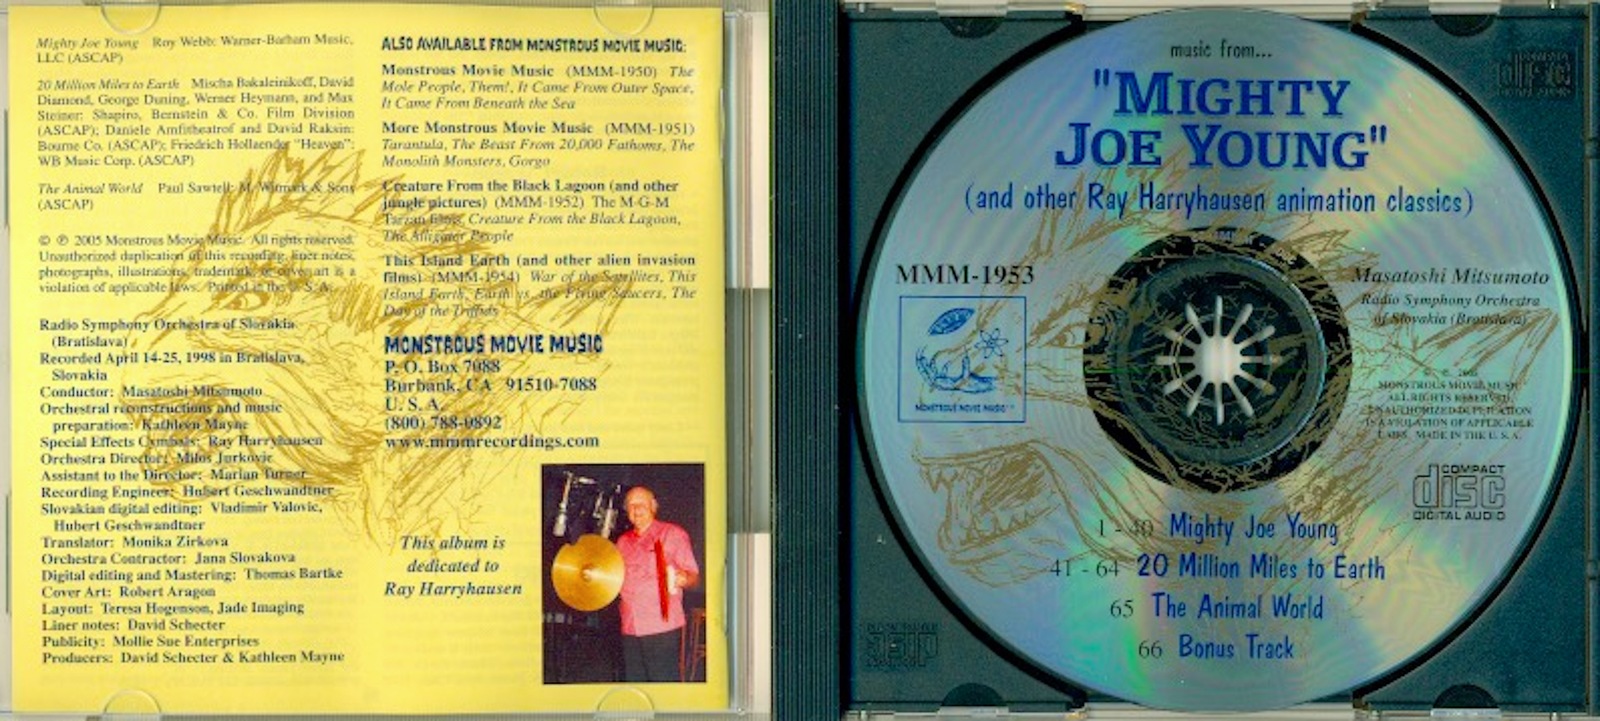 Mighty Joe Young Roy Webb: Warner-Barham Music,
LLC (ASCAP)
20 Million Miles to Earth Mischa Bakaleinikoff, David
Diamond, George Duning, Werner Heymann, and Max
Steiner: Shapiro, Bernstein & Co. Film Division
(ASCAP); Daniele Amfitheatrof and David Raksin:
Bourne Co. (ASCAP); Friedrich Hollaender "Heaven":
WB Music Corp. (ASCAP)
The Animal World Paul Sawtell: M. Witmark & Sons
(ASCAP)
© ℗ 2005 Monstrous Movie Music. All rights reserved.
Unauthorized duplication of this recording, liner notes,
photographs, illustrations, trademark, or cover art is a
violation of applicable laws. Printed in the U. S. A.
Radio Symphony Orchestra of Slovakia
(Bratislava)
Recorded April 14-25, 1998 in Bratislava,
Slovakia
Conductor: Masatoshi Mitsumoto
Orchestral reconstructions and music
preparation: Kathleen Mayne
Special Effects Cymbals: Ray Harryhausen
Orchestra Director: Milos Jurkovic
Assistant to the Director: Marian Turner
Recording Engineer: Hubert Geschwandtner
Slovakian digital editing: Vladimir Valovic,
Hubert Geschwandtner
Translator: Monika Zirkova
Orchestra Contractor: Jana Slovakova
Digital editing and Mastering: Thomas Bartke
Cover Art: Robert Aragon
Layout: Teresa Hogenson, Jade Imaging
Liner notes: David Schecter
Publicity: Mollie Sue Enterprises
Producers: David Schecter & Kathleen Mayne
ALSO AVAILABLE FROM MONSTROUS MOVIE MUSIC:
Monstrous Movie Music (MMM-1950) The
Mole People, Them!, It Came From Outer Space,
It Came From Beneath the Sea
More Monstrous Movie Music (MMM-1951)
Tarantula, The Beast From 20,000 Fathoms, The
Monolith Monsters, Gorgo
Creature From the Black Lagoon (and other
jungle pictures) (MMM-1952) The M-G-M
Tarzan films, Creature From the Black Lagoon,
The Alligator People
This Island Earth (and other alien invasion
films) (MMM-1954) War of the Satellites, This
Island Earth, Earth vs. the Flying Saucers, The
Day of the Triffids
MONSTROUS MOVIE MUSIC
P. O. Box 7088
Burbank, CA 91510-7088
U. S. A.
(800) 788-0892
www.mmmrecordings.com
This album is
dedicated to
Ray Harryhausen
music from...
"MIGHTY
JOE YOUNG"
(and other Ray Harryhausen animation classics)
MMM-1953
MONSTROUS MOVIE MUSIC
Masatoshi Mitsumoto
Radio Symphony Orchestra
of Slovakia (Bratislava)
MONSTROUS MOVIE MUSIC
ALL RIGHTS RESERVED.
UNAUTHORIZED DUPLICATION
IS A VIOLATION OF APPLICABLE
LAWS. MADE IN THE U. S. A.
COMPACT
disc
DIGITAL AUDIO
1 - 40 Mighty Joe Young
41 - 64 20 Million Miles to Earth
65 The Animal World
66 Bonus Track